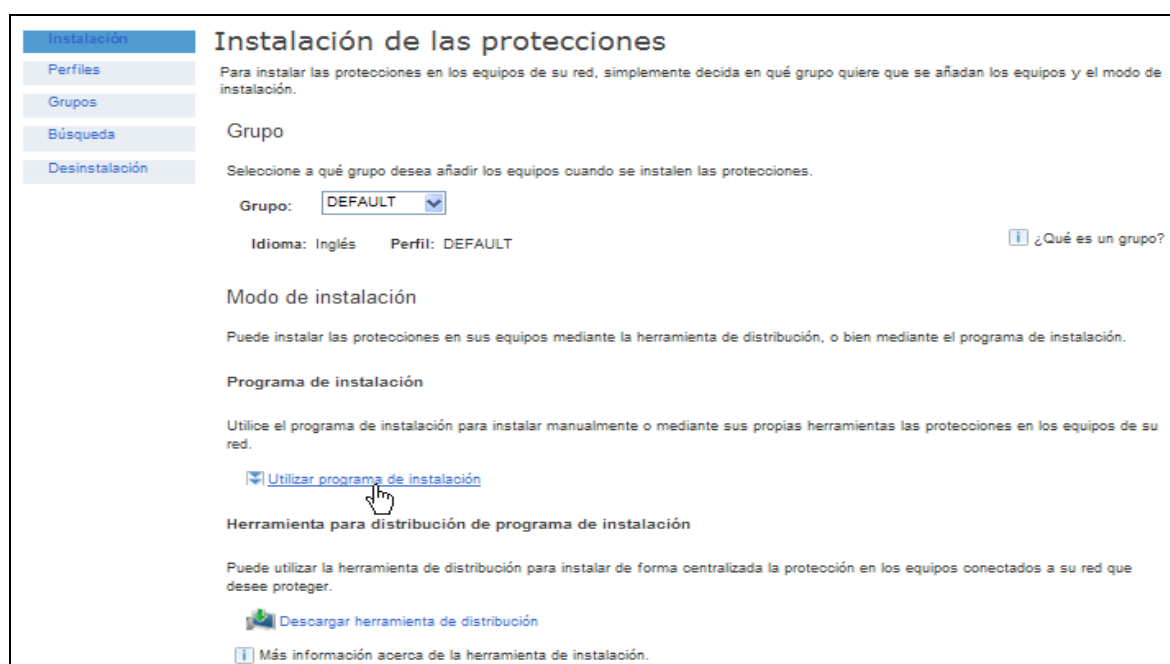 Instalación
Perfiles
Grupos
Búsqueda
Desinstalación
Instalación de las protecciones
Para instalar las protecciones en los equipos de su red, simplemente decida en qué grupo quiere que se añadan los equipos y el modo de
instalación.
Grupo
Seleccione a qué grupo desea añadir los equipos cuando se instalen las protecciones.
Grupo: DEFAULT
Idioma: Inglés Perfil: DEFAULT
¿Qué es un grupo?
Modo de instalación
Puede instalar las protecciones en sus equipos mediante la herramienta de distribución, o bien mediante el programa de instalación.
Programa de instalación
Utilice el programa de instalación para instalar manualmente o mediante sus propias herramientas las protecciones en los equipos de su
red.
Utilizar programa de instalación
Herramienta para distribución de programa de instalación
Puede utilizar la herramienta de distribución para instalar de forma centralizada la protección en los equipos conectados a su red que
desee proteger.
Descargar herramienta de distribución
Más información acerca de la herramienta de instalación.